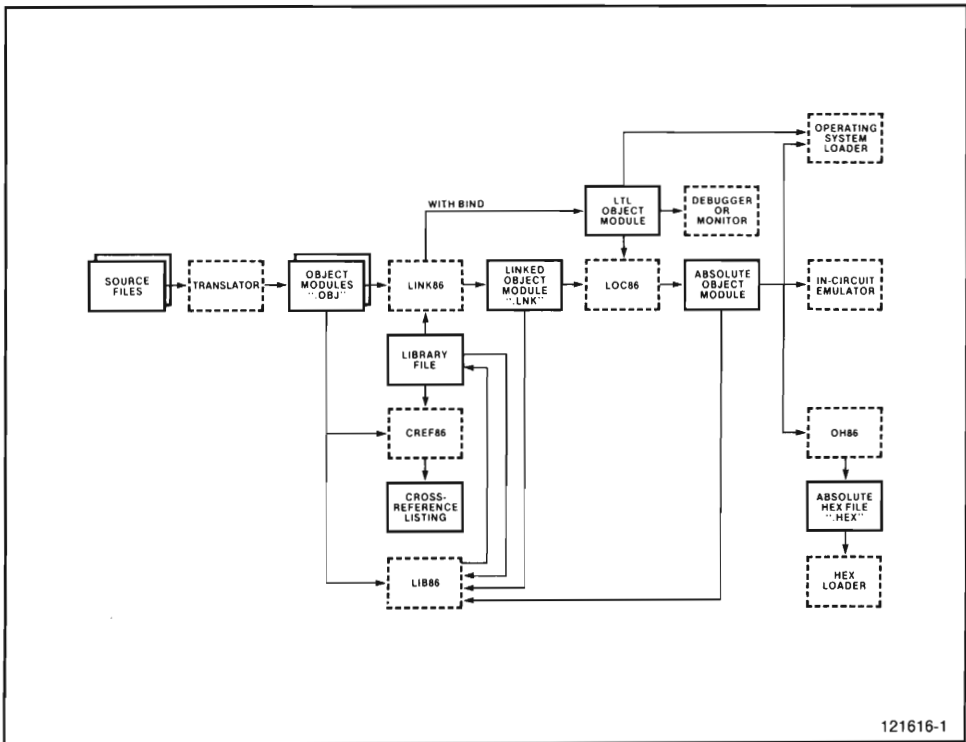 OPERATING
SYSTEM
LOADER
WITH BIND
LTL
OBJECT
MODULE
DEBUGGER
OR
MONITOR
SOURCE
FILES
TRANSLATOR
OBJECT
MODULES
".OBJ"
LINK86
LINKED
OBJECT
MODULE
".LNK"
LOC86
ABSOLUTE
OBJECT
MODULE
IN-CIRCUIT
EMULATOR
LIBRARY
FILE
CREF86
OH86
CROSS-
REFERENCE
LISTING
ABSOLUTE
HEX FILE
".HEX"
LIB86
HEX
LOADER
121616-1